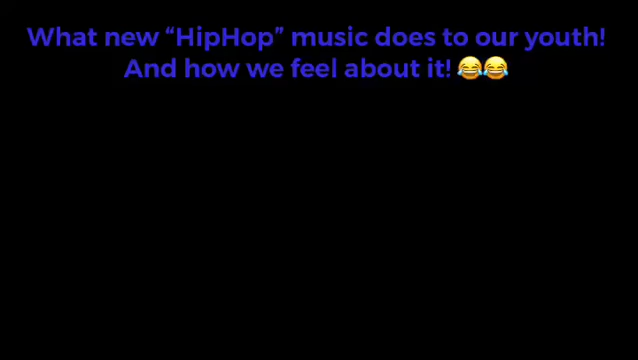 What new “HipHop” music does to our youth!
And how we feel about it! 😂😂